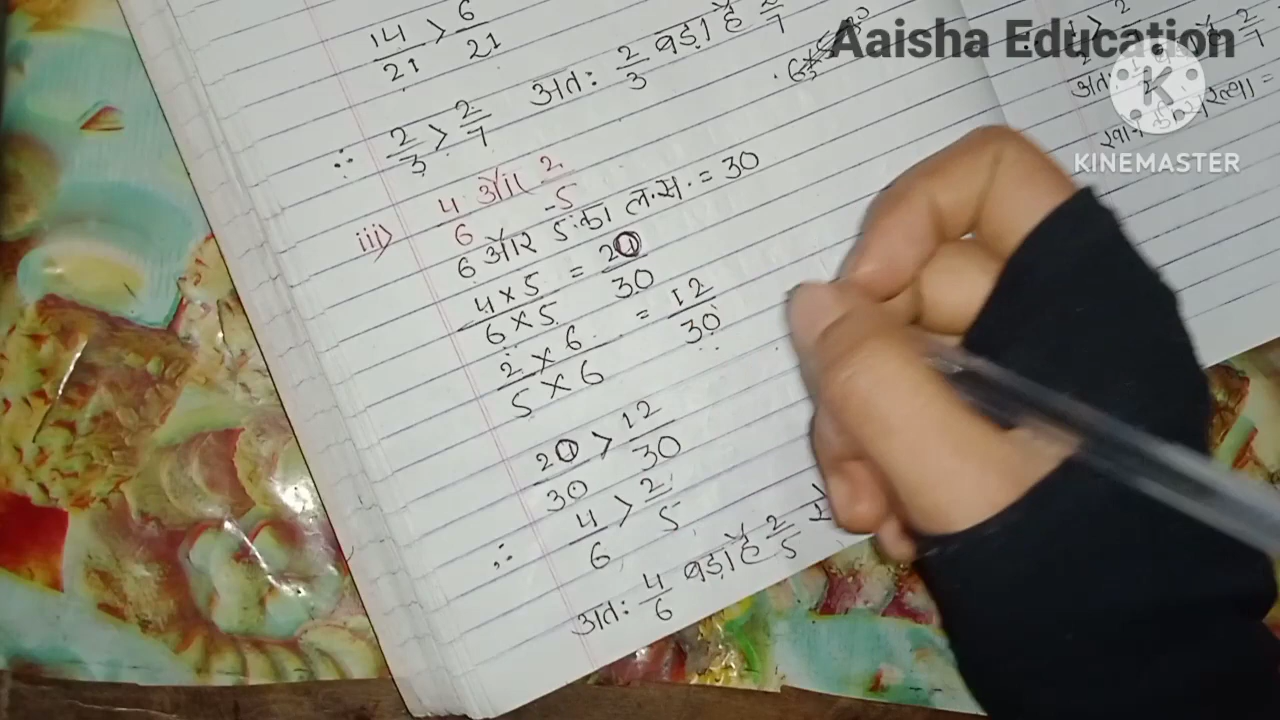 14/21 > 6/21
∴ 2/3 > 2/7 अतः 2/3 बड़ा है 2/7
iii) 4/6 और 2/5
6 और 5 का ल.स. = 30
4 × 5 / 6 × 5 = 20/30
2 × 6 / 5 × 6 = 12/30
20/30 > 12/30
∴ 4/6 > 2/5
अतः 4/6 बड़ा है 2/5 से
Aaisha Education
KINEMASTER